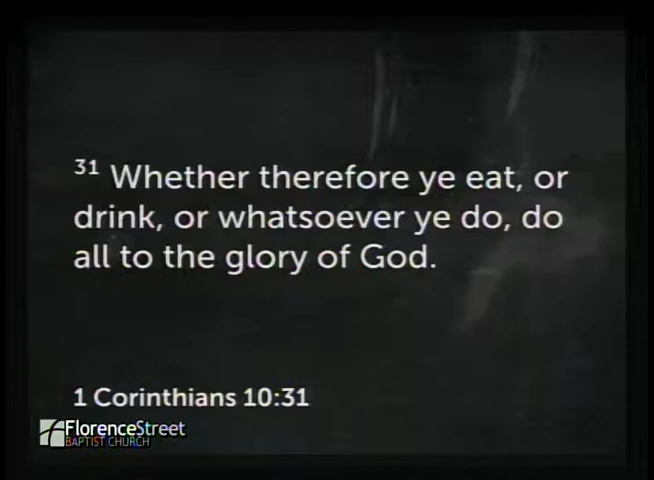 31 Whether therefore ye eat, or
drink, or whatsoever ye do, do
all to the glory of God.
1 Corinthians 10:31
FlorenceStreet
BAPTIST CHURCH